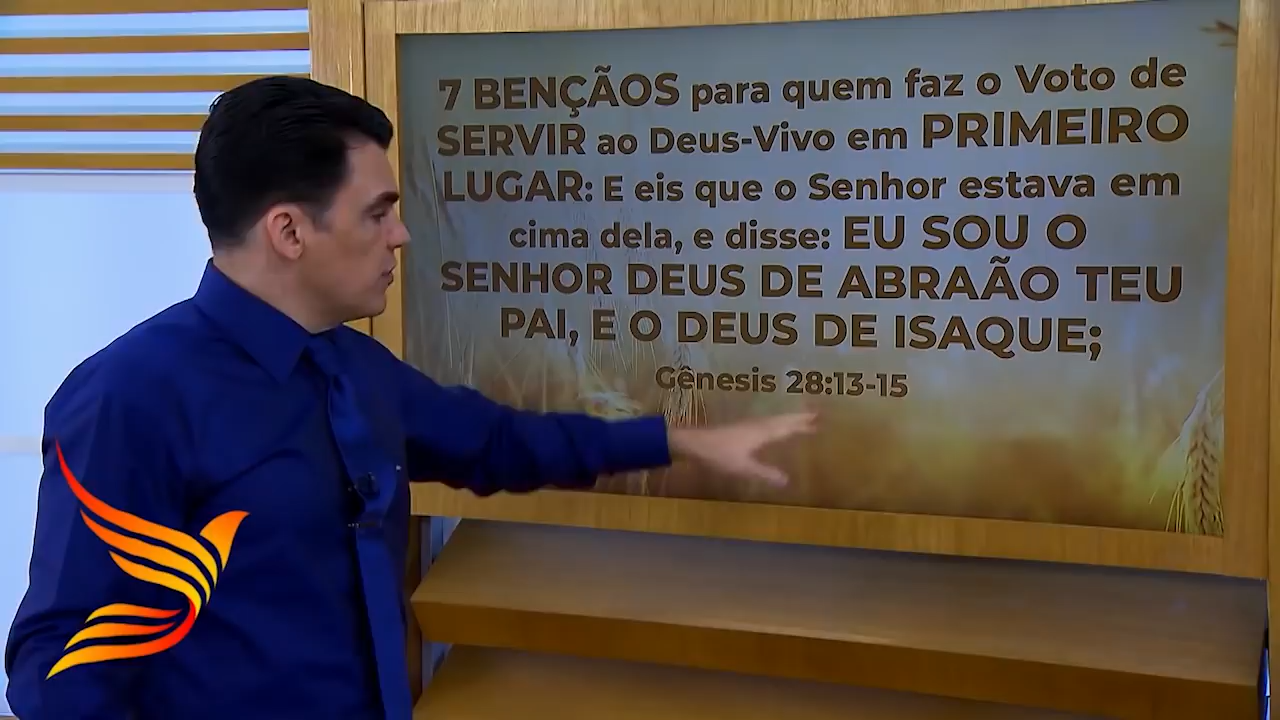 7 BENÇÃOS para quem faz o Voto de
SERVIR ao Deus-Vivo em PRIMEIRO
LUGAR: E eis que o Senhor estava em
cima dela, e disse: EU SOU O
SENHOR DEUS DE ABRAÃO TEU
PAI, E O DEUS DE ISAQUE;
Gênesis 28:13-15